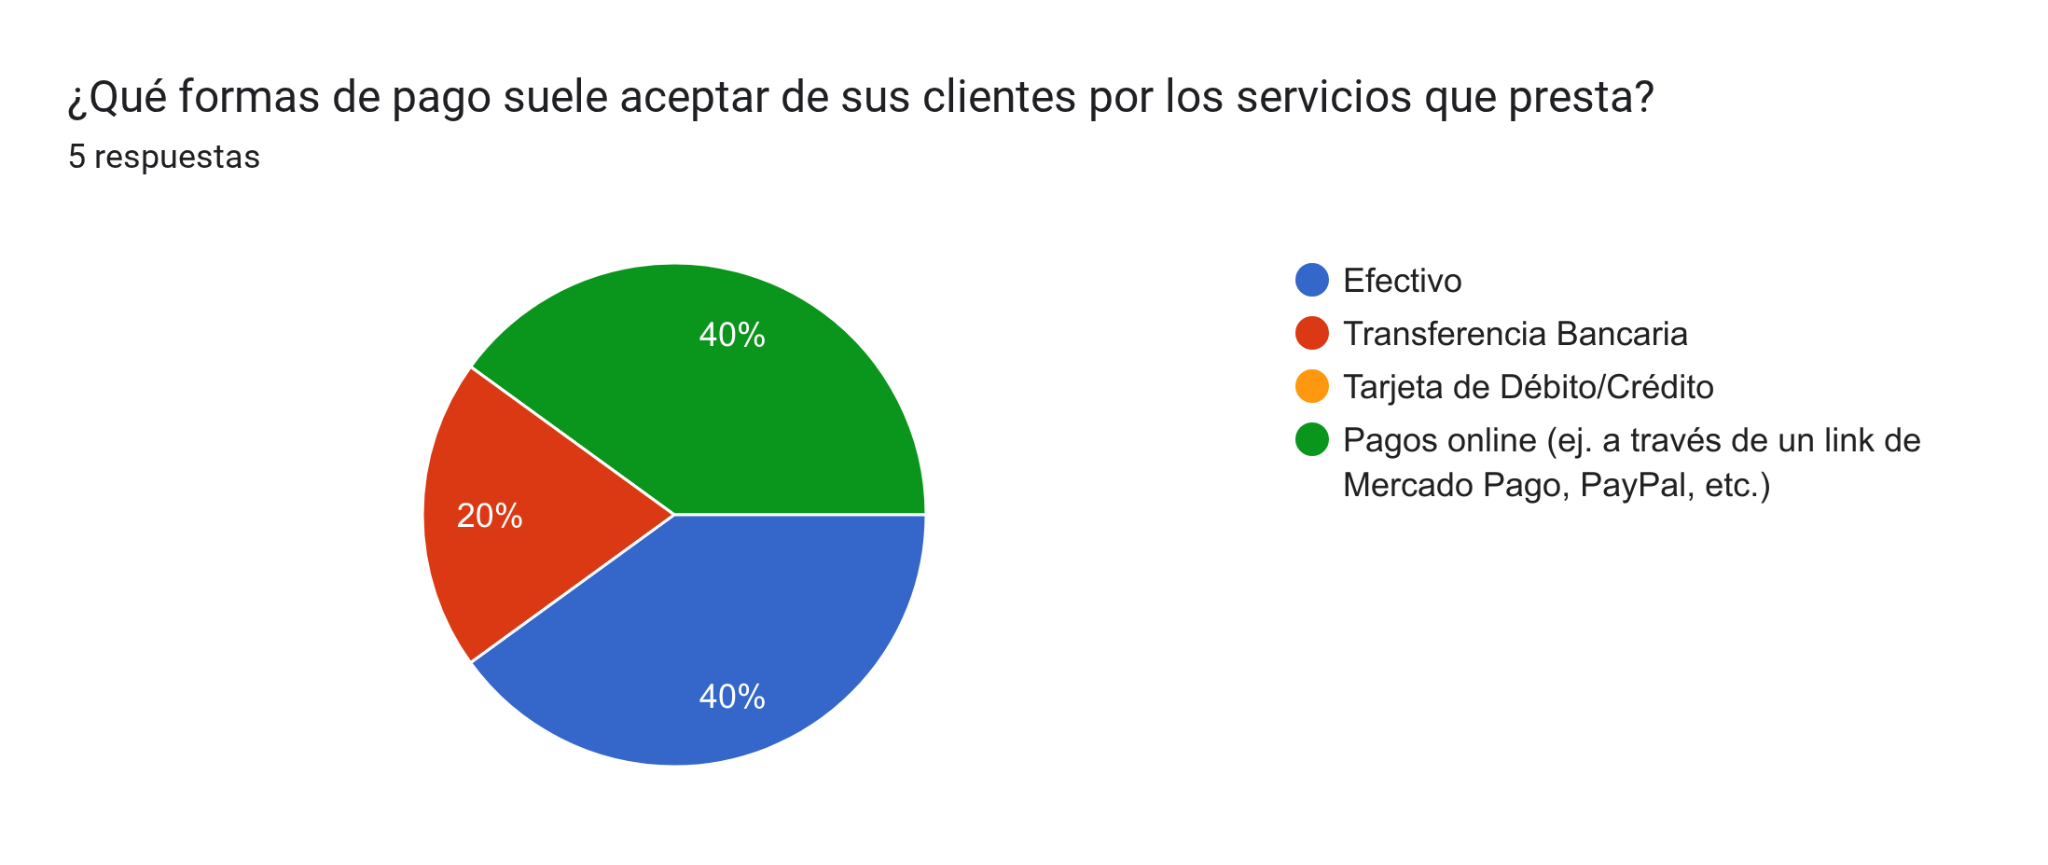 ¿Qué formas de pago suele aceptar de sus clientes por los servicios que presta?
5 respuestas
40%
20%
40%
Efectivo
Transferencia Bancaria
Tarjeta de Débito/Crédito
Pagos online (ej. a través de un link de
Mercado Pago, PayPal, etc.)